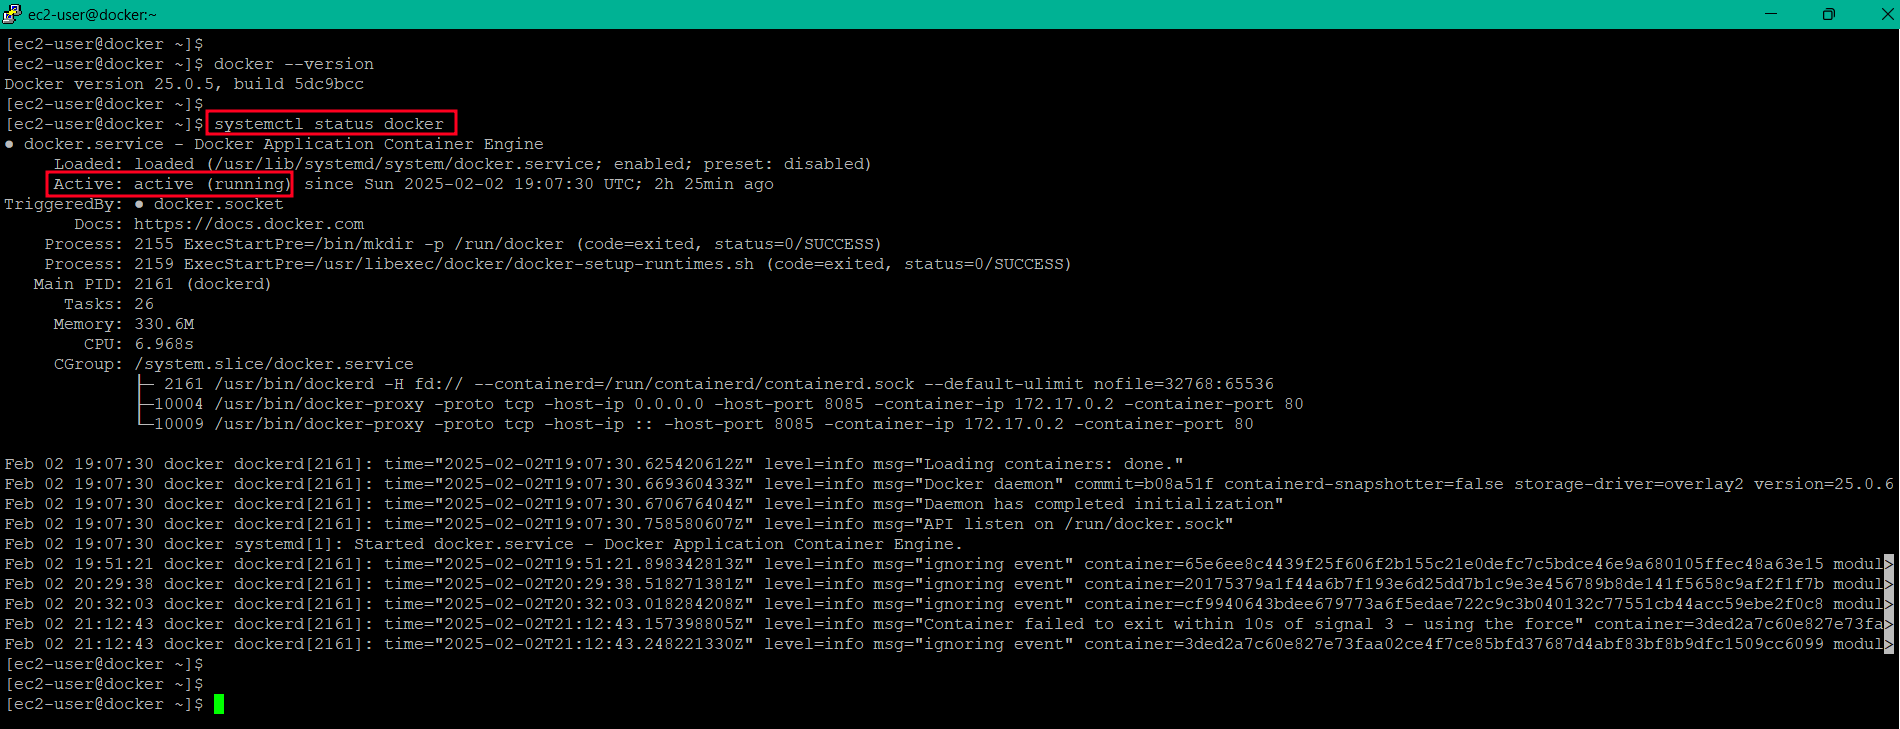 ec2-user@docker:~
[ec2-user@docker ~]$
[ec2-user@docker ~]$ docker --version
Docker version 25.0.5, build 5dc9bcc
[ec2-user@docker ~]$
[ec2-user@docker ~]$ systemctl status docker
● docker.service - Docker Application Container Engine
     Loaded: loaded (/usr/lib/systemd/system/docker.service; enabled; preset: disabled)
     Active: active (running) since Sun 2025-02-02 19:07:30 UTC; 2h 25min ago
TriggeredBy: ● docker.socket
       Docs: https://docs.docker.com
    Process: 2155 ExecStartPre=/bin/mkdir -p /run/docker (code=exited, status=0/SUCCESS)
    Process: 2159 ExecStartPre=/usr/libexec/docker/docker-setup-runtimes.sh (code=exited, status=0/SUCCESS)
   Main PID: 2161 (dockerd)
      Tasks: 26
     Memory: 330.6M
        CPU: 6.968s
     CGroup: /system.slice/docker.service
             ├─ 2161 /usr/bin/dockerd -H fd:// --containerd=/run/containerd/containerd.sock --default-ulimit nofile=32768:65536
             ├─10004 /usr/bin/docker-proxy -proto tcp -host-ip 0.0.0.0 -host-port 8085 -container-ip 172.17.0.2 -container-port 80
             └─10009 /usr/bin/docker-proxy -proto tcp -host-ip :: -host-port 8085 -container-ip 172.17.0.2 -container-port 80
Feb 02 19:07:30 docker dockerd[2161]: time="2025-02-02T19:07:30.625420612Z" level=info msg="Loading containers: done."
Feb 02 19:07:30 docker dockerd[2161]: time="2025-02-02T19:07:30.669360433Z" level=info msg="Docker daemon" commit=b08a51f containerd-snapshotter=false storage-driver=overlay2 version=25.0.6
Feb 02 19:07:30 docker dockerd[2161]: time="2025-02-02T19:07:30.670676404Z" level=info msg="Daemon has completed initialization"
Feb 02 19:07:30 docker dockerd[2161]: time="2025-02-02T19:07:30.758580607Z" level=info msg="API listen on /run/docker.sock"
Feb 02 19:07:30 docker systemd[1]: Started docker.service - Docker Application Container Engine.
Feb 02 19:51:21 docker dockerd[2161]: time="2025-02-02T19:51:21.898342813Z" level=info msg="ignoring event" container=65e6ee8c4439f25f606f2b155c21e0defc7c5bdce46e9a680105ffec48a63e15 modul>
Feb 02 20:29:38 docker dockerd[2161]: time="2025-02-02T20:29:38.518271381Z" level=info msg="ignoring event" container=20175379a1f44a6b7f193e6d25dd7b1c9e3e456789b8de141f5658c9af2f1f7b modul>
Feb 02 20:32:03 docker dockerd[2161]: time="2025-02-02T20:32:03.018284208Z" level=info msg="ignoring event" container=cf9940643bdee679773a6f5edae722c9c3b040132c77551cb44acc59ebe2f0c8 modul>
Feb 02 21:12:43 docker dockerd[2161]: time="2025-02-02T21:12:43.157398805Z" level=info msg="Container failed to exit within 10s of signal 3 - using the force" container=3ded2a7c60e827e73fa>
Feb 02 21:12:43 docker dockerd[2161]: time="2025-02-02T21:12:43.248221330Z" level=info msg="ignoring event" container=3ded2a7c60e827e73faa02ce4f7ce85bfd37687d4abf83bf8b9dfc1509cc6099 modul>
[ec2-user@docker ~]$
[ec2-user@docker ~]$
[ec2-user@docker ~]$